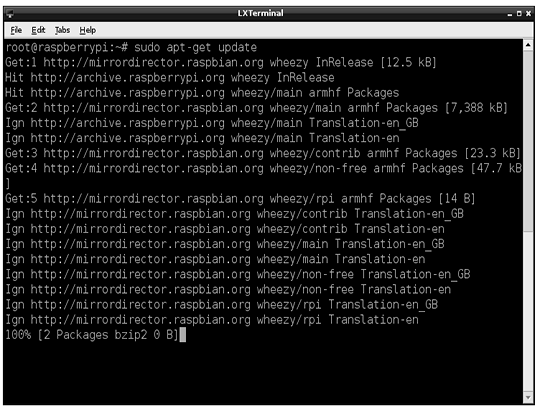 LXTerminal
File Edit Tabs Help
root@raspberrypi:~# sudo apt-get update
Get:1 http://mirrordirector.raspbian.org wheezy InRelease [12.5 kB]
Hit http://archive.raspberrypi.org wheezy InRelease
Hit http://archive.raspberrypi.org wheezy/main armhf Packages
Get:2 http://mirrordirector.raspbian.org wheezy/main armhf Packages [7,388 kB]
Ign http://archive.raspberrypi.org wheezy/main Translation-en_GB
Ign http://archive.raspberrypi.org wheezy/main Translation-en
Get:3 http://mirrordirector.raspbian.org wheezy/contrib armhf Packages [23.3 kB]
Get:4 http://mirrordirector.raspbian.org wheezy/non-free armhf Packages [47.7 kB
]
Get:5 http://mirrordirector.raspbian.org wheezy/rpi armhf Packages [14 B]
Ign http://mirrordirector.raspbian.org wheezy/contrib Translation-en_GB
Ign http://mirrordirector.raspbian.org wheezy/contrib Translation-en
Ign http://mirrordirector.raspbian.org wheezy/main Translation-en_GB
Ign http://mirrordirector.raspbian.org wheezy/main Translation-en
Ign http://mirrordirector.raspbian.org wheezy/non-free Translation-en_GB
Ign http://mirrordirector.raspbian.org wheezy/non-free Translation-en
Ign http://mirrordirector.raspbian.org wheezy/rpi Translation-en_GB
Ign http://mirrordirector.raspbian.org wheezy/rpi Translation-en
100% [2 Packages bzip2 0 B]